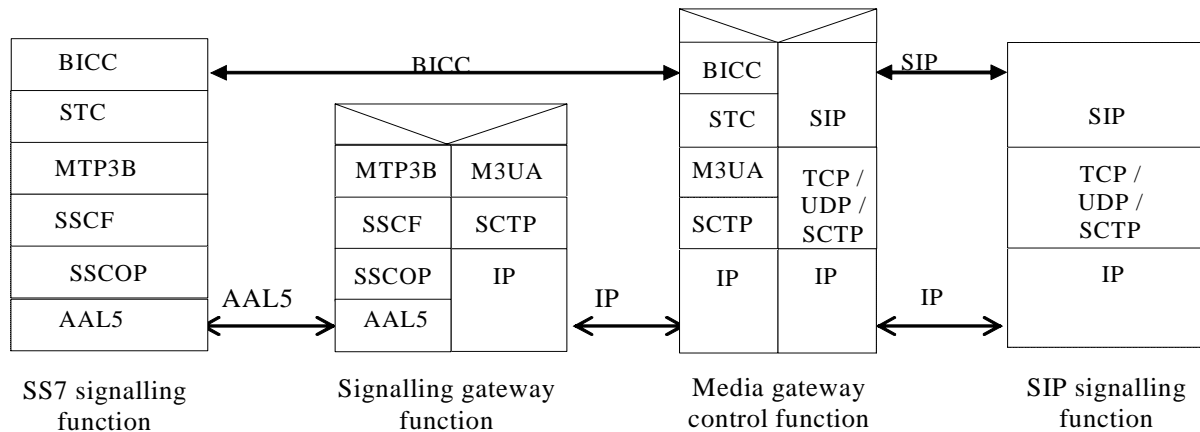 BICC
STC
MTP3B
SSCF
SSCOP
AAL5
SS7 signalling
function
BICC
AAL5
MTP3B
SSCF
SSCOP
AAL5
M3UA
SCTP
IP
Signalling gateway
function
IP
BICC
STC
M3UA
SCTP
IP
SIP
TCP /
UDP /
SCTP
IP
Media gateway
control function
SIP
IP
SIP
TCP /
UDP /
SCTP
IP
SIP signalling
function